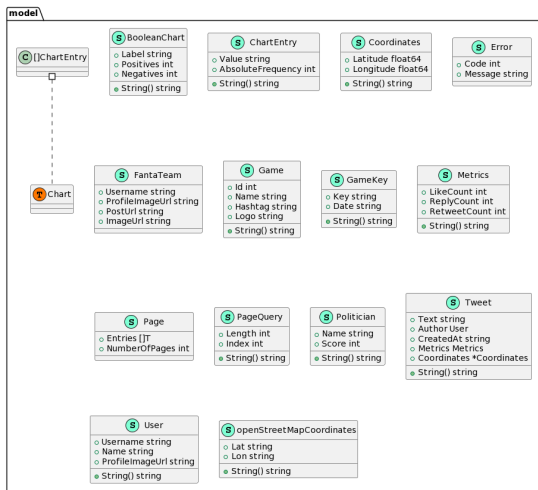 model
C []ChartEntry
S BooleanChart
Label string
Positives int
Negatives int
String() string
S ChartEntry
Value string
AbsoluteFrequency int
String() string
S Coordinates
Latitude float64
Longitude float64
String() string
S Error
Code int
Message string
T Chart
S FantaTeam
Username string
ProfileImageUrl string
PostUrl string
ImageUrl string
S Game
Id int
Name string
Hashtag string
Logo string
String() string
S GameKey
Key string
Date string
String() string
S Metrics
LikeCount int
ReplyCount int
RetweetCount int
String() string
S Page
Entries []T
NumberOfPages int
S PageQuery
Length int
Index int
String() string
S Politician
Name string
Score int
String() string
S Tweet
Text string
Author User
CreatedAt string
Metrics Metrics
Coordinates *Coordinates
String() string
S User
Username string
Name string
ProfileImageUrl string
String() string
S openStreetMapCoordinates
Lat string
Lon string
String() string